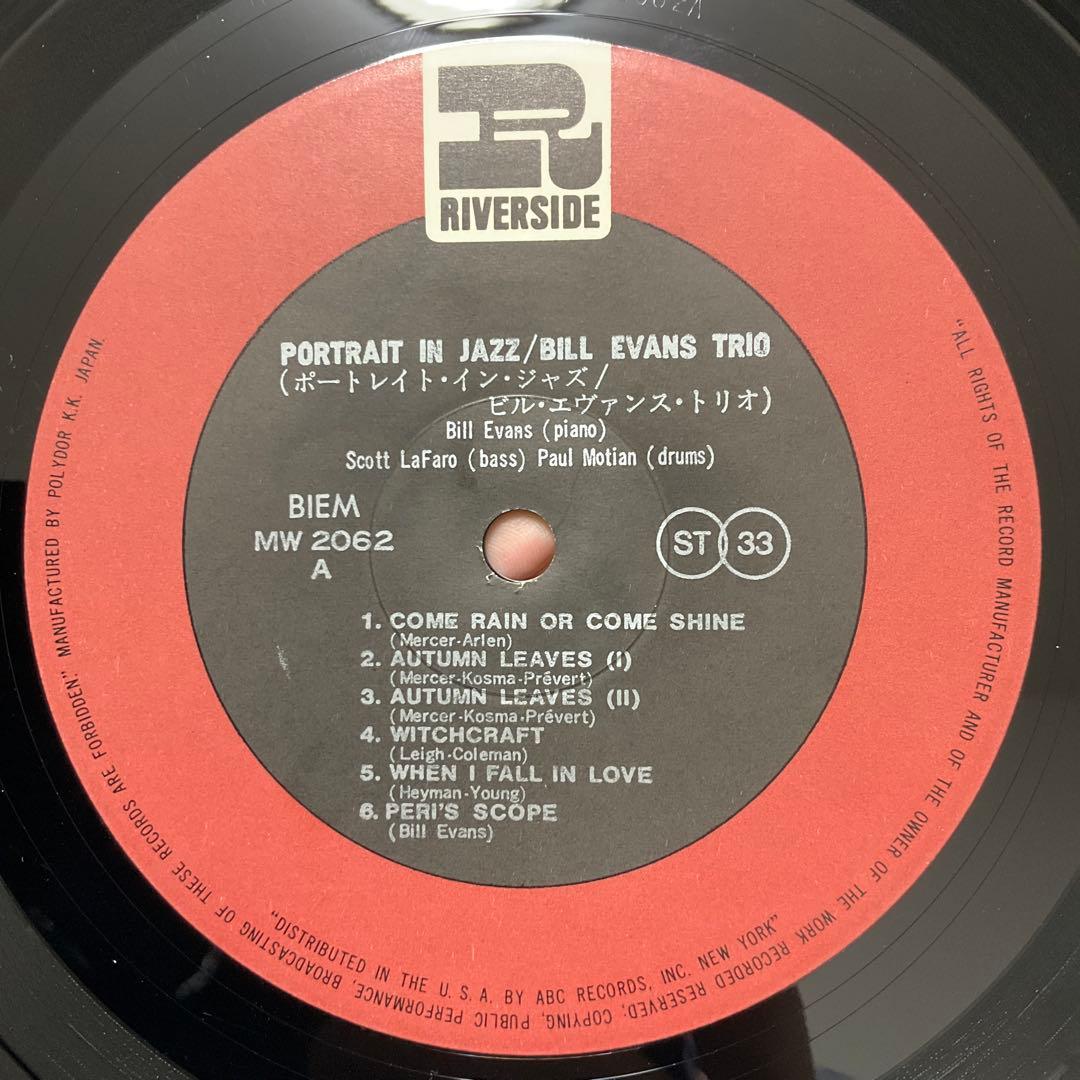 R
RIVERSIDE
PORTRAIT IN JAZZ/BILL EVANS TRIO
(ポートレイト・イン・ジャズ/
ビル・エヴァンス・トリオ)
Bill Evans (piano)
Scott LaFaro (bass) Paul Motian (drums)
BIEM
MW 2062
A
ST 33
1. COME RAIN OR COME SHINE
(Mercer-Arlen)
2. AUTUMN LEAVES (I)
(Mercer-Kosma-Prévert)
3. AUTUMN LEAVES (II)
(Mercer-Kosma-Prévert)
4. WITCHCRAFT
(Leigh-Coleman)
5. WHEN I FALL IN LOVE
(Heyman-Young)
6. PERI'S SCOPE
(Bill Evans)
"DISTRIBUTED IN THE U. S. A. BY ABC RECORDS, INC. NEW YORK"
"ALL RIGHTS OF THE RECORD MANUFACTURER AND OF THE OWNER OF THE RECORDED WORK RESERVED; COPYING, PUBLIC PERFORMANCE, BROADCASTING OF THESE RECORDS ARE FORBIDDEN." MANUFACTURED BY POLYDOR K.K. JAPAN.